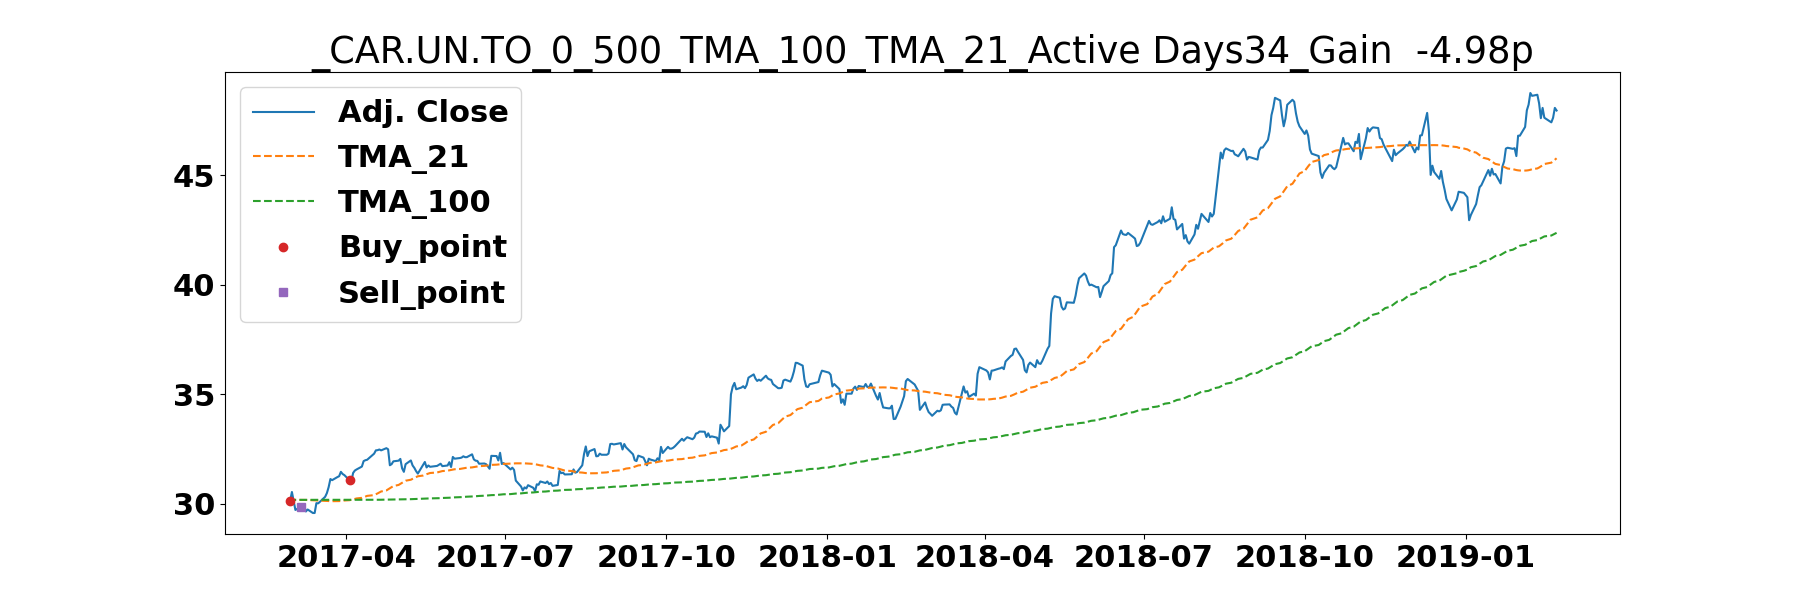 _CAR.UN.TO_0_500_TMA_100_TMA_21_Active Days34_Gain  -4.98p
Adj. Close
TMA_21
TMA_100
Buy_point
Sell_point
45
40
35
30
2017-04 2017-07 2017-10 2018-01 2018-04 2018-07 2018-10 2019-01